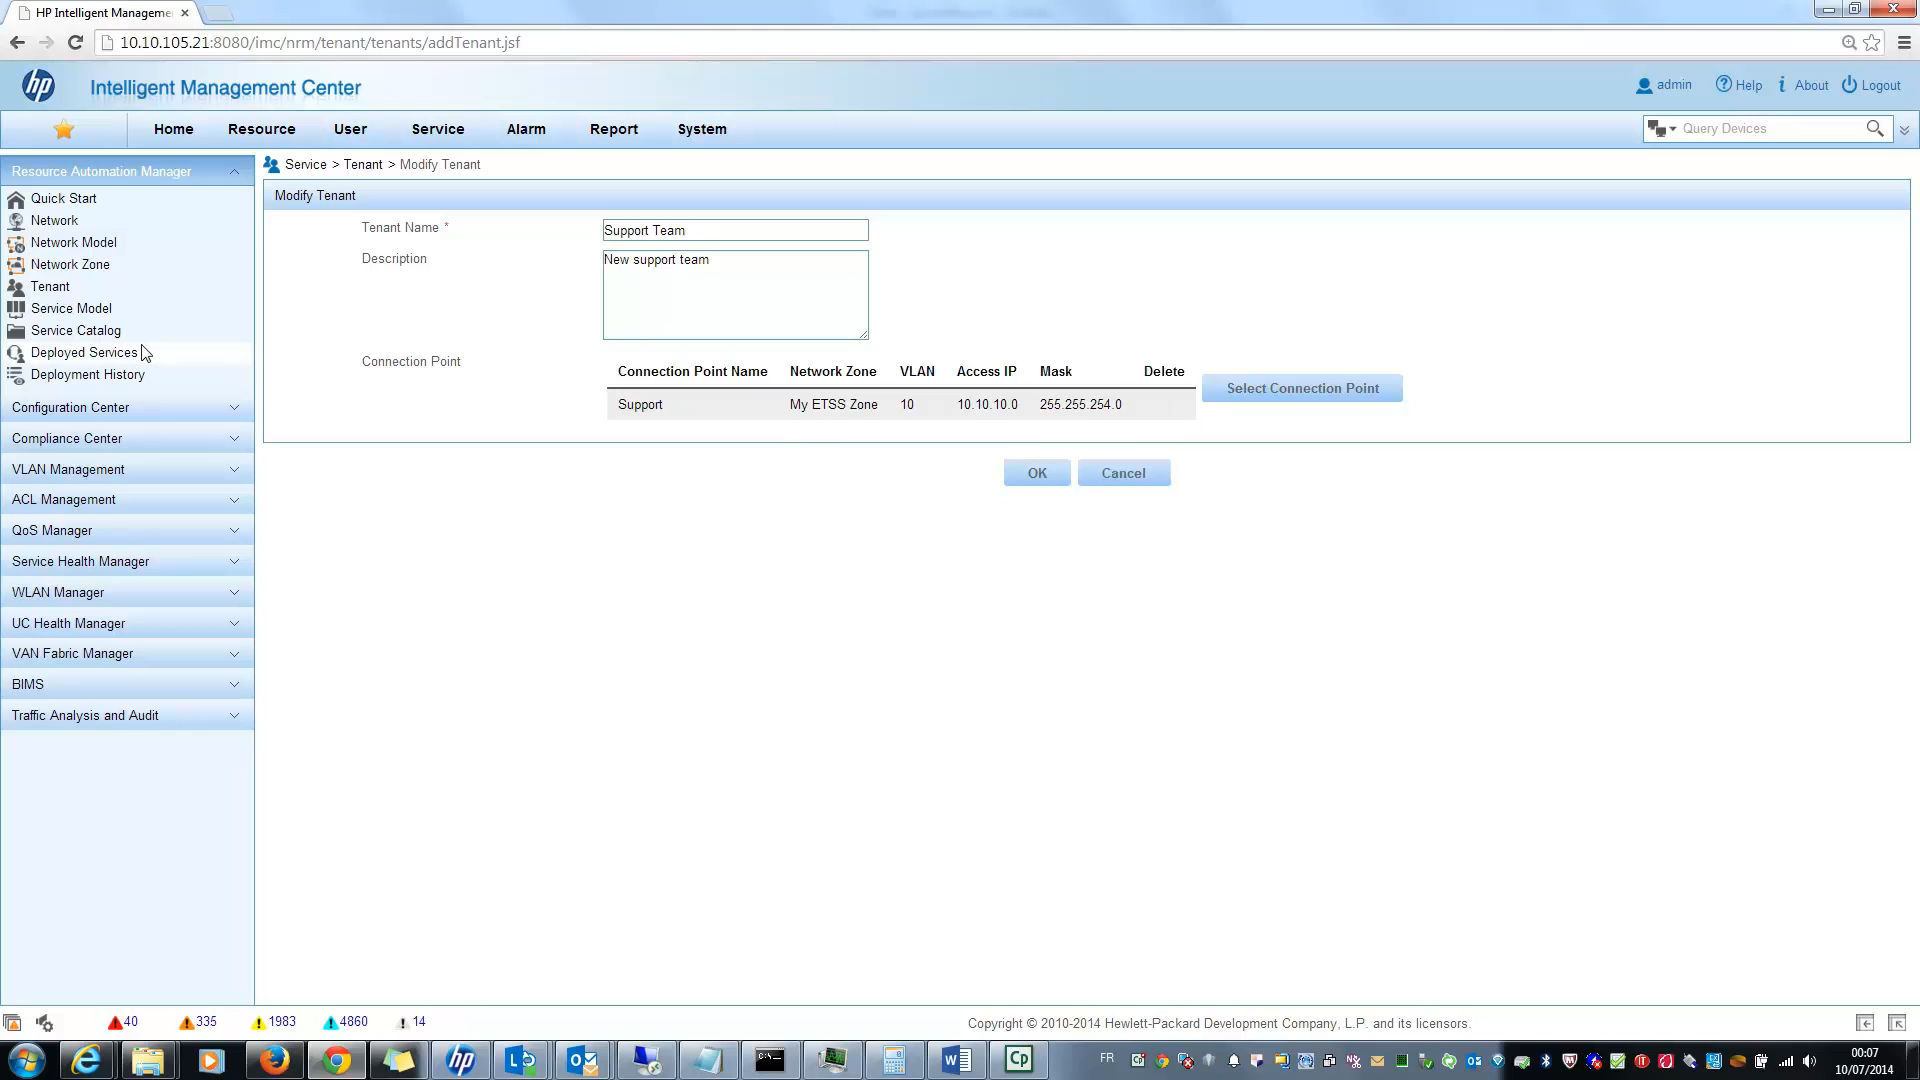 HP Intelligent Manageme
10.10.105.21:8080/imc/nrm/tenant/tenants/addTenant.jsf
hp Intelligent Management Center
admin Help About Logout
Home Resource User Service Alarm Report System
Query Devices
Resource Automation Manager
Quick Start
Network
Network Model
Network Zone
Tenant
Service Model
Service Catalog
Deployed Services
Deployment History
Configuration Center
Compliance Center
VLAN Management
ACL Management
QoS Manager
Service Health Manager
WLAN Manager
UC Health Manager
VAN Fabric Manager
BIMS
Traffic Analysis and Audit
Service > Tenant > Modify Tenant
Modify Tenant
Tenant Name * Support Team
Description New support team
Connection Point
Connection Point Name Network Zone VLAN Access IP Mask Delete
Support My ETSS Zone 10 10.10.10.0 255.255.254.0
Select Connection Point
OK Cancel
40 335 1983 4860 14
Copyright © 2010-2014 Hewlett-Packard Development Company, L.P. and its licensors.
FR
00:07
10/07/2014